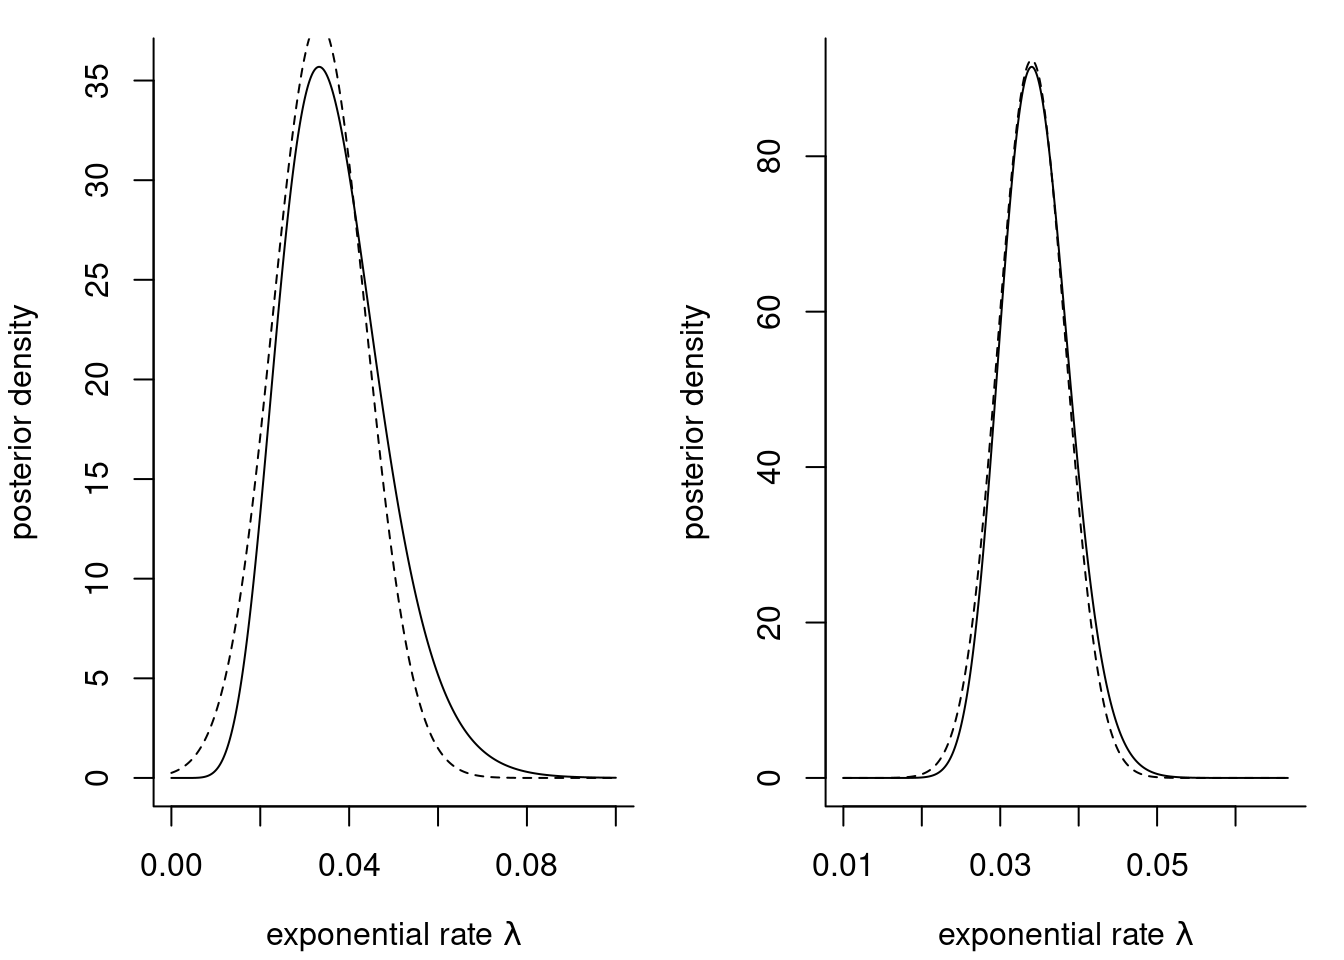 posterior density
35
30
25
20
15
10
5
0
0.00 0.04 0.08
exponential rate λ
posterior density
80
60
40
20
0
0.01 0.03 0.05
exponential rate λ